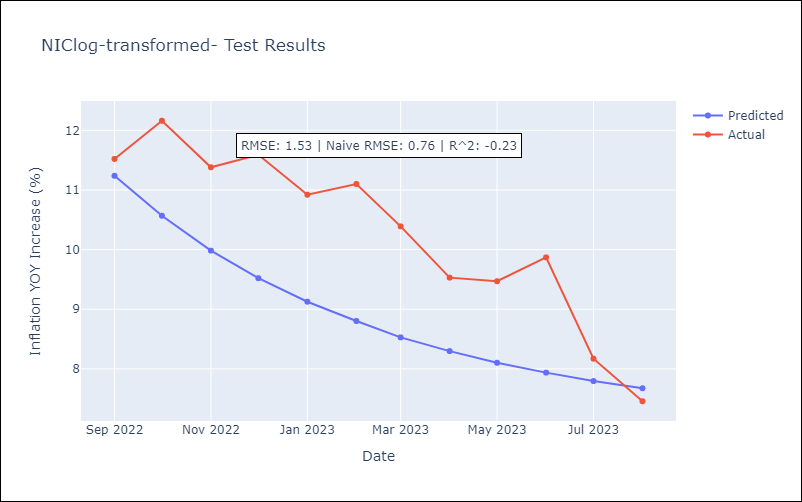 NIClog-transformed- Test Results
RMSE: 1.53 | Naive RMSE: 0.76 | R^2: -0.23
Predicted
Actual
Inflation YOY Increase (%)
12
11
10
9
8
Sep 2022
Nov 2022
Jan 2023
Mar 2023
May 2023
Jul 2023
Date